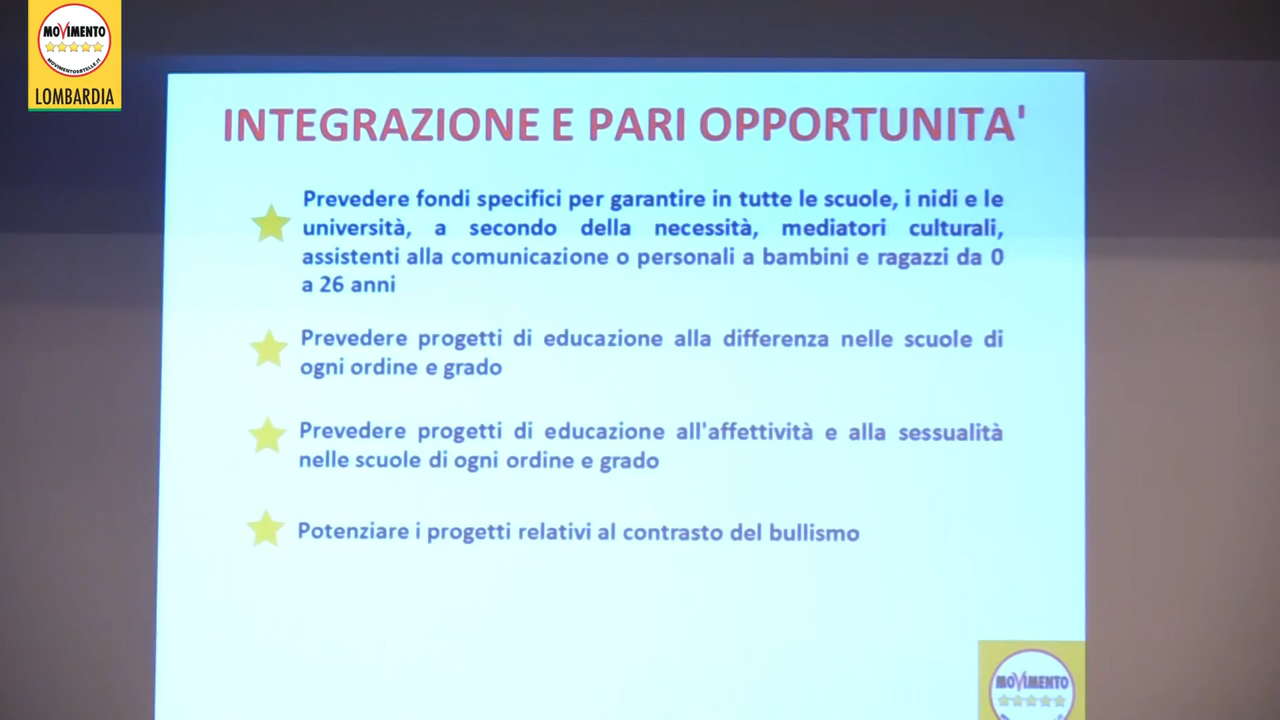 MOVIMENTO
MOVIMENTO5STELLE.IT
LOMBARDIA
INTEGRAZIONE E PARI OPPORTUNITA'
Prevedere fondi specifici per garantire in tutte le scuole, i nidi e le
università, a secondo della necessità, mediatori culturali,
assistenti alla comunicazione o personali a bambini e ragazzi da 0
a 26 anni
Prevedere progetti di educazione alla differenza nelle scuole di
ogni ordine e grado
Prevedere progetti di educazione all'affettività e alla sessualità
nelle scuole di ogni ordine e grado
Potenziare i progetti relativi al contrasto del bullismo
MOVIMENTO